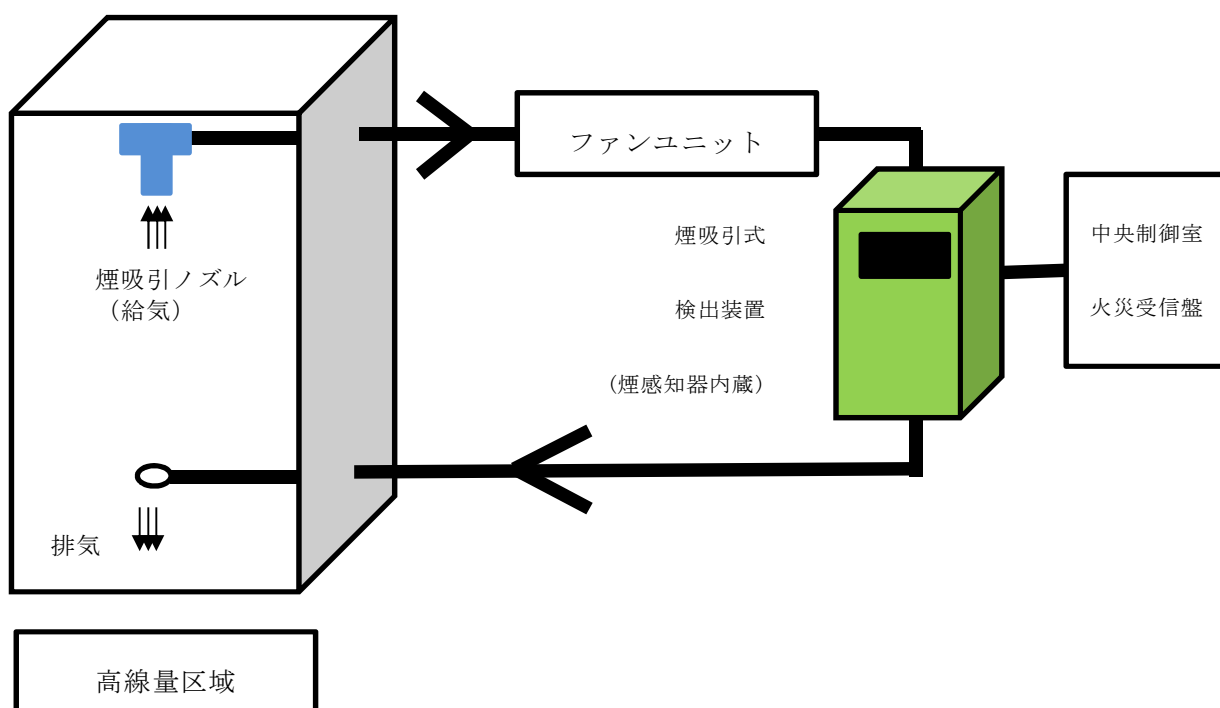 ファンユニット
煙吸引ノズル
（給気）
煙吸引式
検出装置
（煙感知器内蔵）
中央制御室
火災受信盤
排気
高線量区域